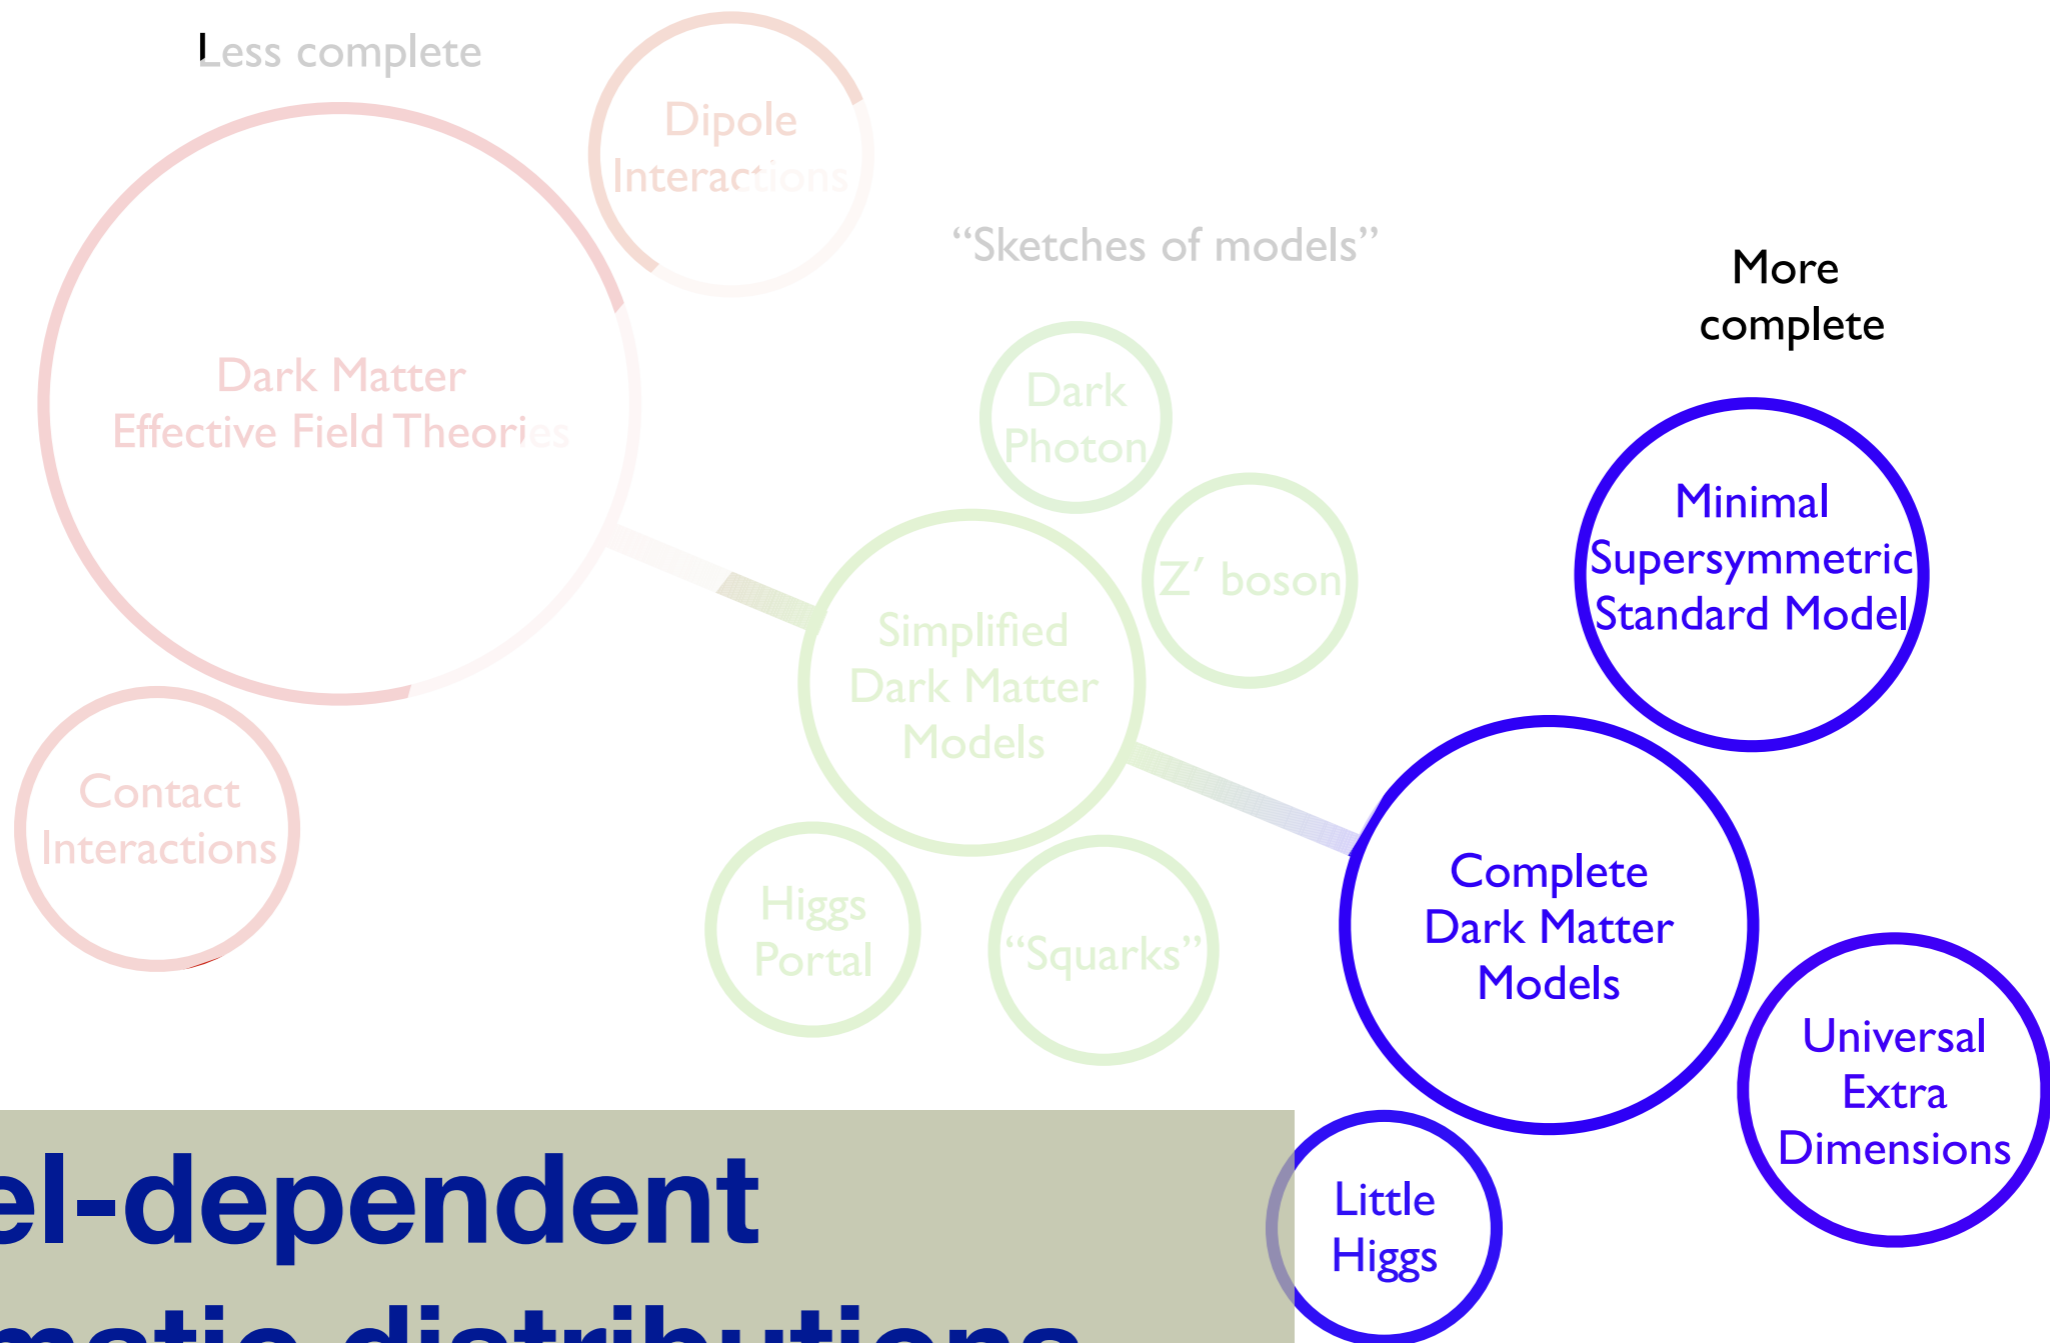 Less complete
Dipole
Interactions
"Sketches of models"
More
complete
Dark Matter
Effective Field Theories
Dark
Photon
Minimal
Supersymmetric
Standard Model
Z′ boson
Simplified
Dark Matter
Models
Contact
Interactions
Higgs
Portal
"Squarks"
Complete
Dark Matter
Models
Universal
Extra
Dimensions
Little
Higgs
el-dependent
matic distributions